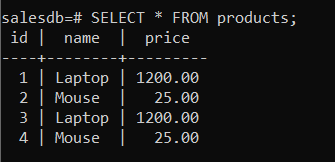 salesdb=# SELECT * FROM products;
 id |  name  |  price
----+--------+---------
  1 | Laptop | 1200.00
  2 | Mouse  |   25.00
  3 | Laptop | 1200.00
  4 | Mouse  |   25.00